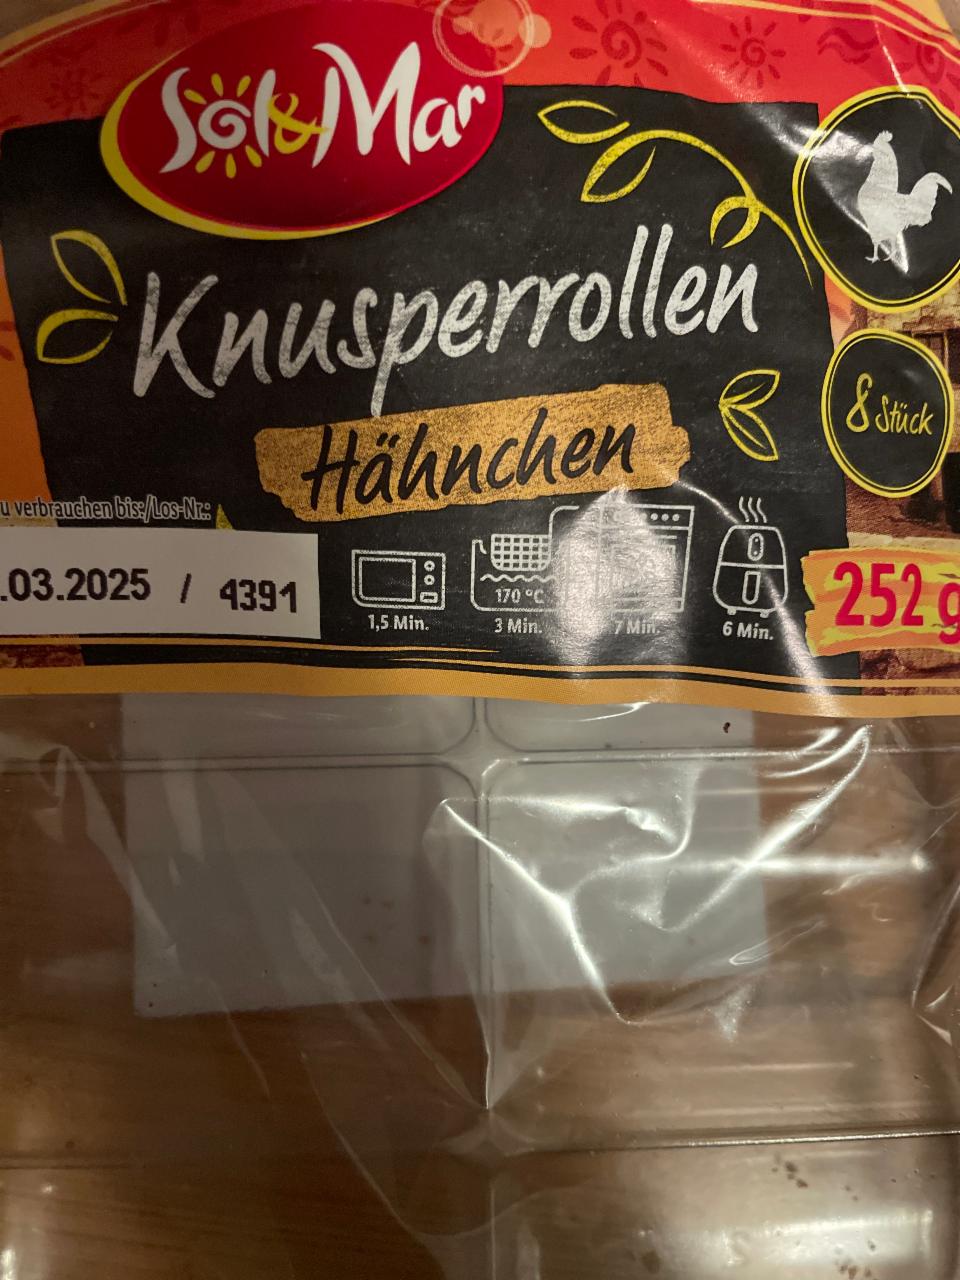 Sol&Mar
Knusperrollen
Hähnchen
8 Stück
u verbrauchen bis:/Los-Nr.:
.03.2025 / 4391
170 °C
1,5 Min.
3 Min.
7 Min.
6 Min.
252 g